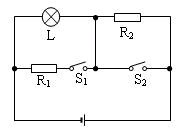 L R₂
R₁ S₁ S₂